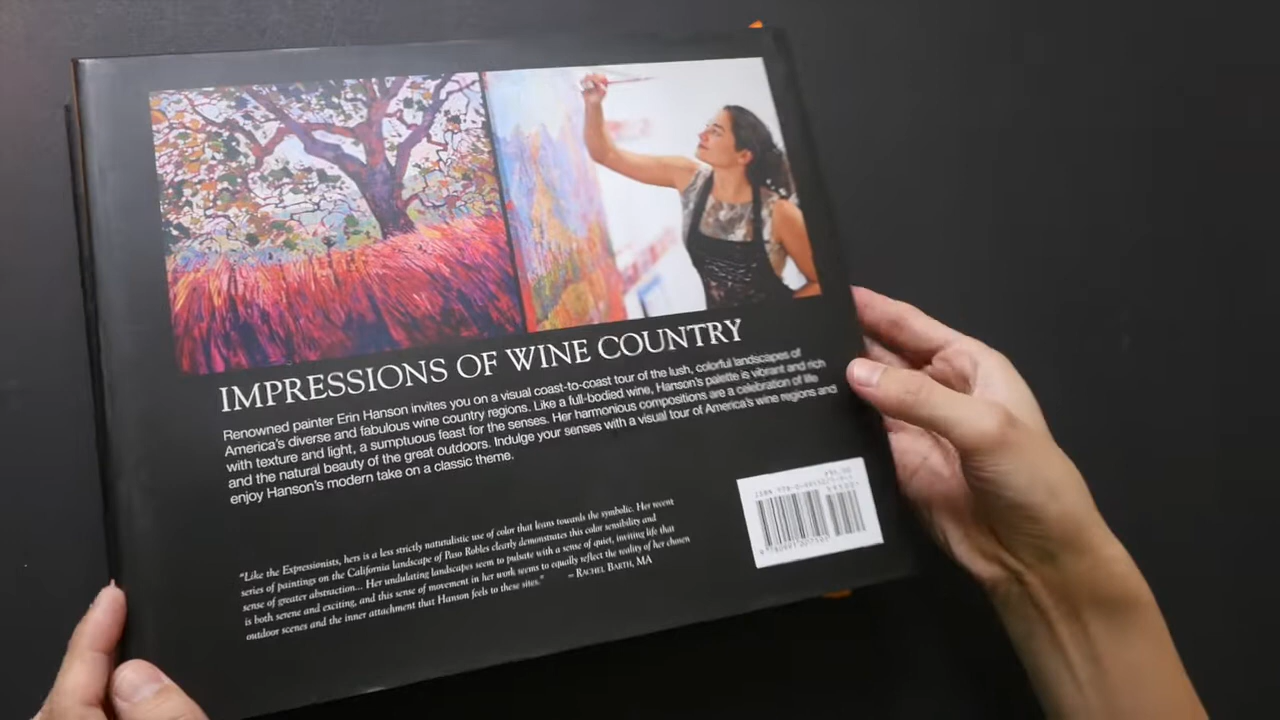 IMPRESSIONS OF WINE COUNTRY
Renowned painter Erin Hanson invites you on a visual coast-to-coast tour of the lush, colorful landscapes of
America's diverse and fabulous wine country regions. Like a full-bodied wine, Hanson's palette is vibrant and rich
with texture and light, a sumptuous feast for the senses. Her harmonious compositions are a celebration of life
and the natural beauty of the great outdoors. Indulge your senses with a visual tour of America's wine regions and
enjoy Hanson's modern take on a classic theme.
"Like the Expressionists, hers is a less strictly naturalistic use of color that leans towards the symbolic. Her recent
series of paintings on the California landscape of Paso Robles clearly demonstrates this color sensibility and
sense of greater abstraction... Her undulating landscapes seem to pulsate with a sense of quiet, inviting life that
is both serene and exciting, and this sense of movement in her work seems to equally reflect the reality of her chosen
outdoor scenes and the inner attachment that Hanson feels to these sites." – RACHEL BARTH, MA
ISBN